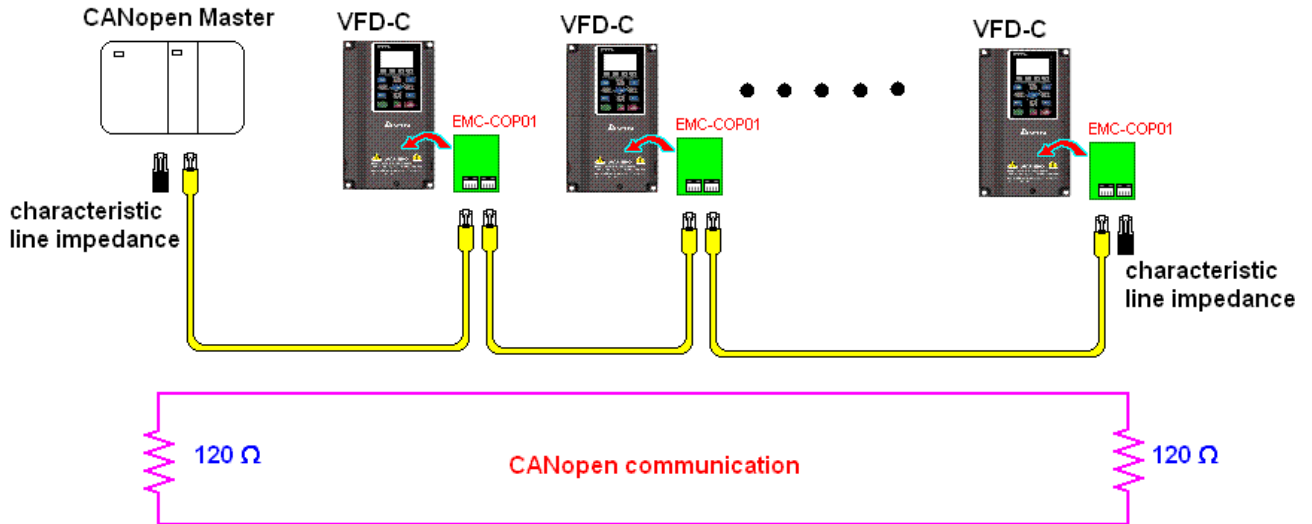 CANopen Master
VFD-C
VFD-C
VFD-C
EMC-COP01
EMC-COP01
EMC-COP01
characteristic
line impedance
characteristic
line impedance
120 Ω
CANopen communication
120 Ω